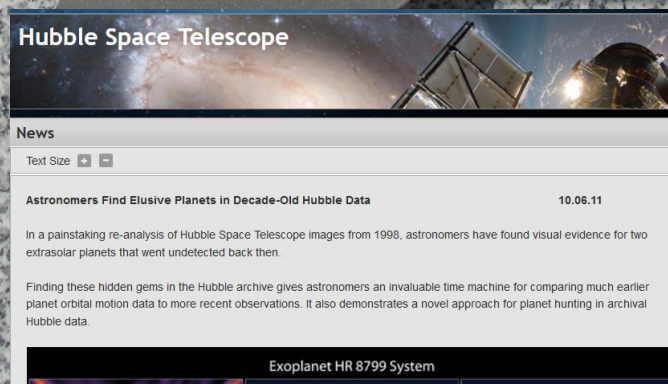 Hubble Space Telescope
News
Text Size + -
Astronomers Find Elusive Planets in Decade-Old Hubble Data 10.06.11
In a painstaking re-analysis of Hubble Space Telescope images from 1998, astronomers have found visual evidence for two
extrasolar planets that went undetected back then.
Finding these hidden gems in the Hubble archive gives astronomers an invaluable time machine for comparing much earlier
planet orbital motion data to more recent observations. It also demonstrates a novel approach for planet hunting in archival
Hubble data.
Exoplanet HR 8799 System